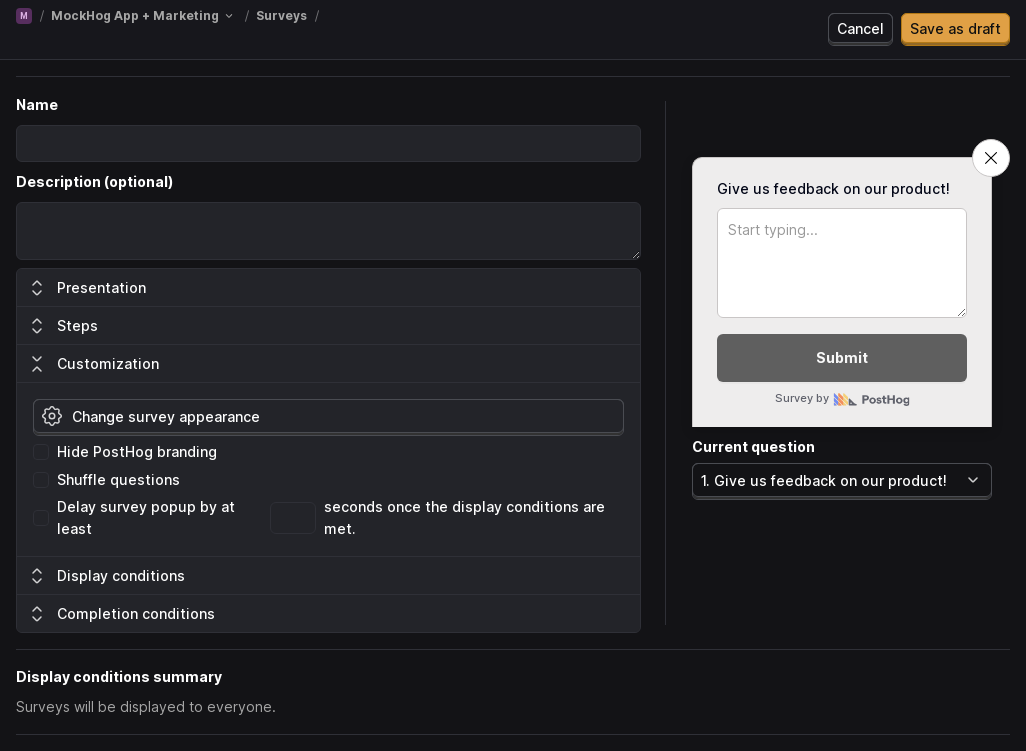 M / MockHog App + Marketing / Surveys /
Cancel
Save as draft
Name
Description (optional)
Presentation
Steps
Customization
Change survey appearance
Hide PostHog branding
Shuffle questions
Delay survey popup by at
least
seconds once the display conditions are
met.
Display conditions
Completion conditions
Give us feedback on our product!
Start typing...
Submit
Survey by PostHog
Current question
1. Give us feedback on our product!
Display conditions summary
Surveys will be displayed to everyone.